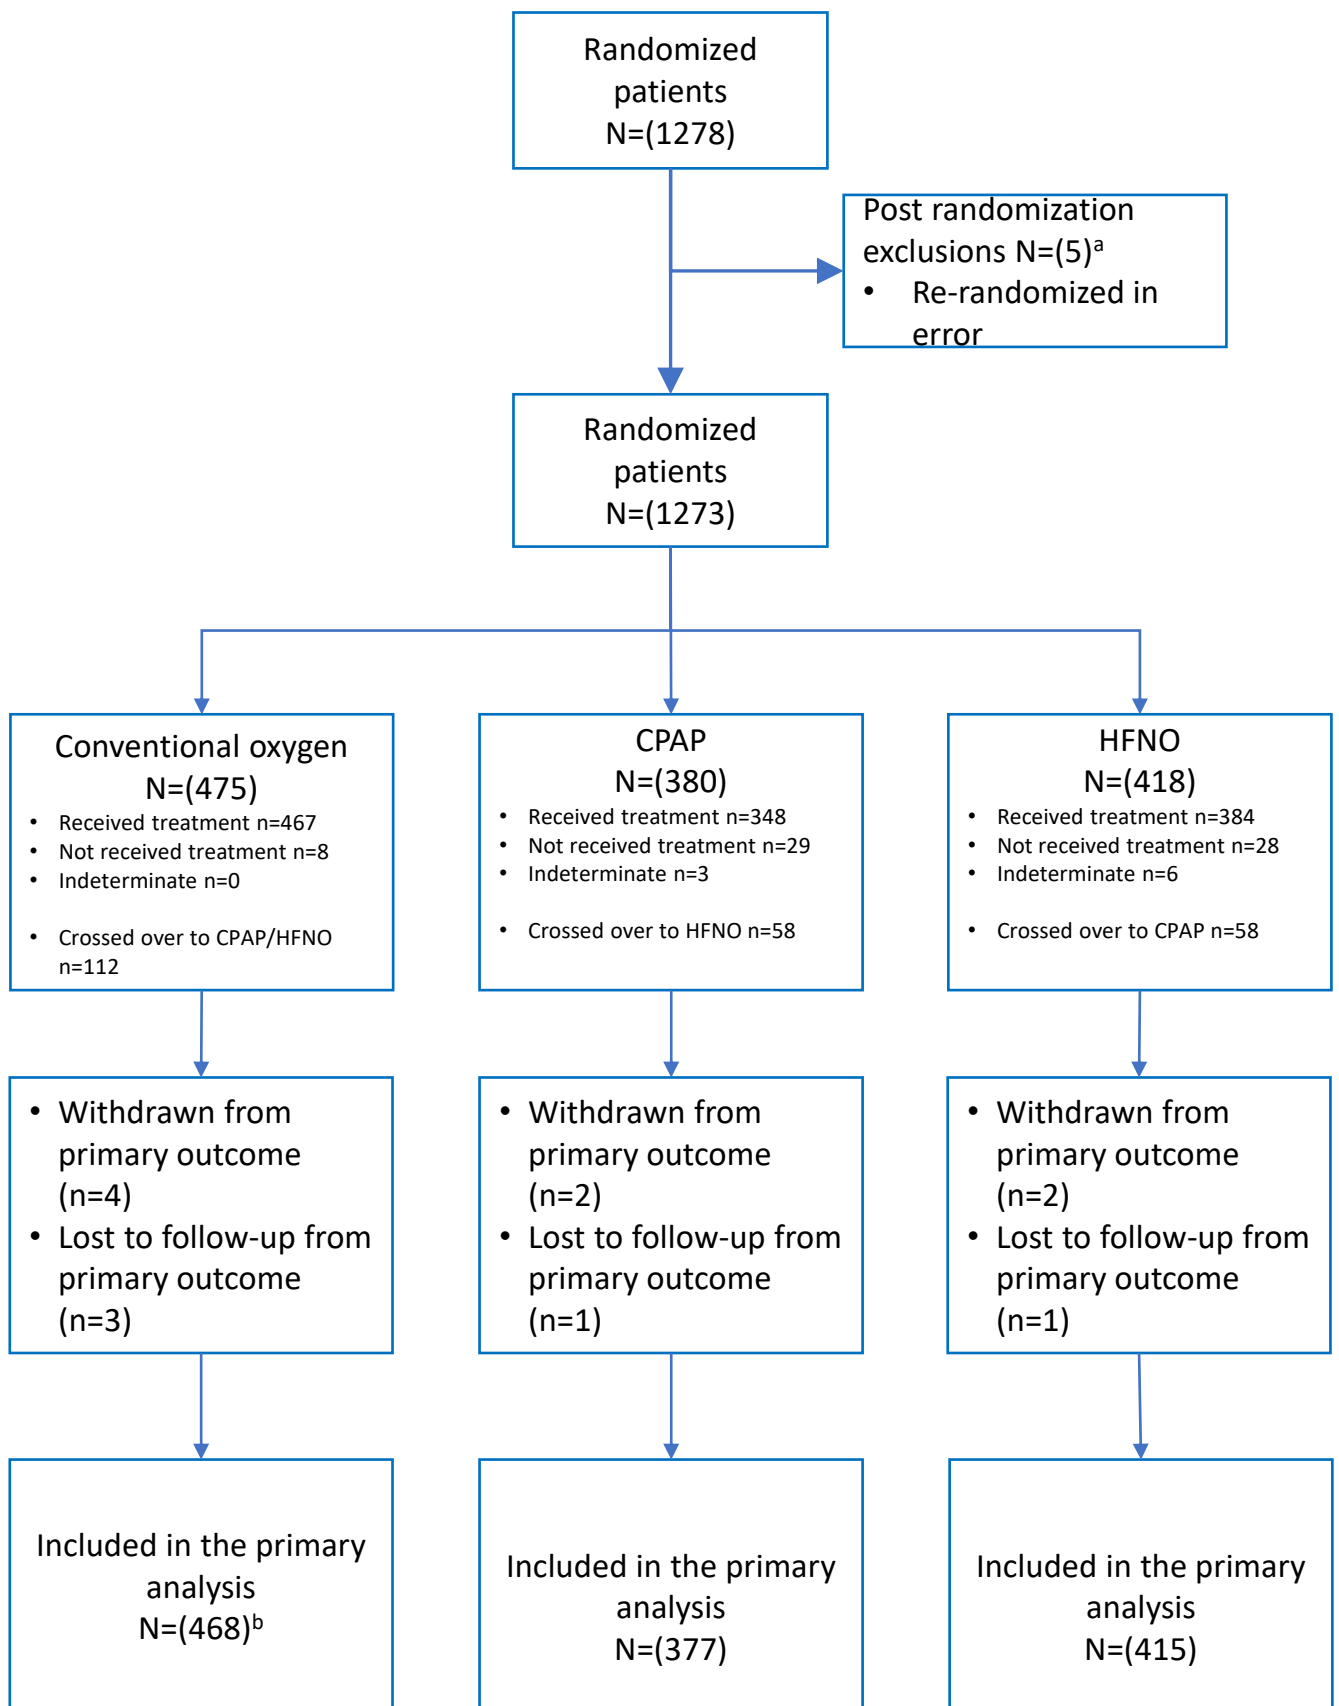 Randomized
patients
N=(1278)
Post randomization
exclusions N=(5)ᵃ
• Re-randomized in
error
Randomized
patients
N=(1273)
Conventional oxygen
N=(475)
• Received treatment n=467
• Not received treatment n=8
• Indeterminate n=0
• Crossed over to CPAP/HFNO
n=112
CPAP
N=(380)
• Received treatment n=348
• Not received treatment n=29
• Indeterminate n=3
• Crossed over to HFNO n=58
HFNO
N=(418)
• Received treatment n=384
• Not received treatment n=28
• Indeterminate n=6
• Crossed over to CPAP n=58
• Withdrawn from
primary outcome
(n=4)
• Lost to follow-up from
primary outcome
(n=3)
• Withdrawn from
primary outcome
(n=2)
• Lost to follow-up from
primary outcome
(n=1)
• Withdrawn from
primary outcome
(n=2)
• Lost to follow-up from
primary outcome
(n=1)
Included in the primary
analysis
N=(468)ᵇ
Included in the primary
analysis
N=(377)
Included in the primary
analysis
N=(415)